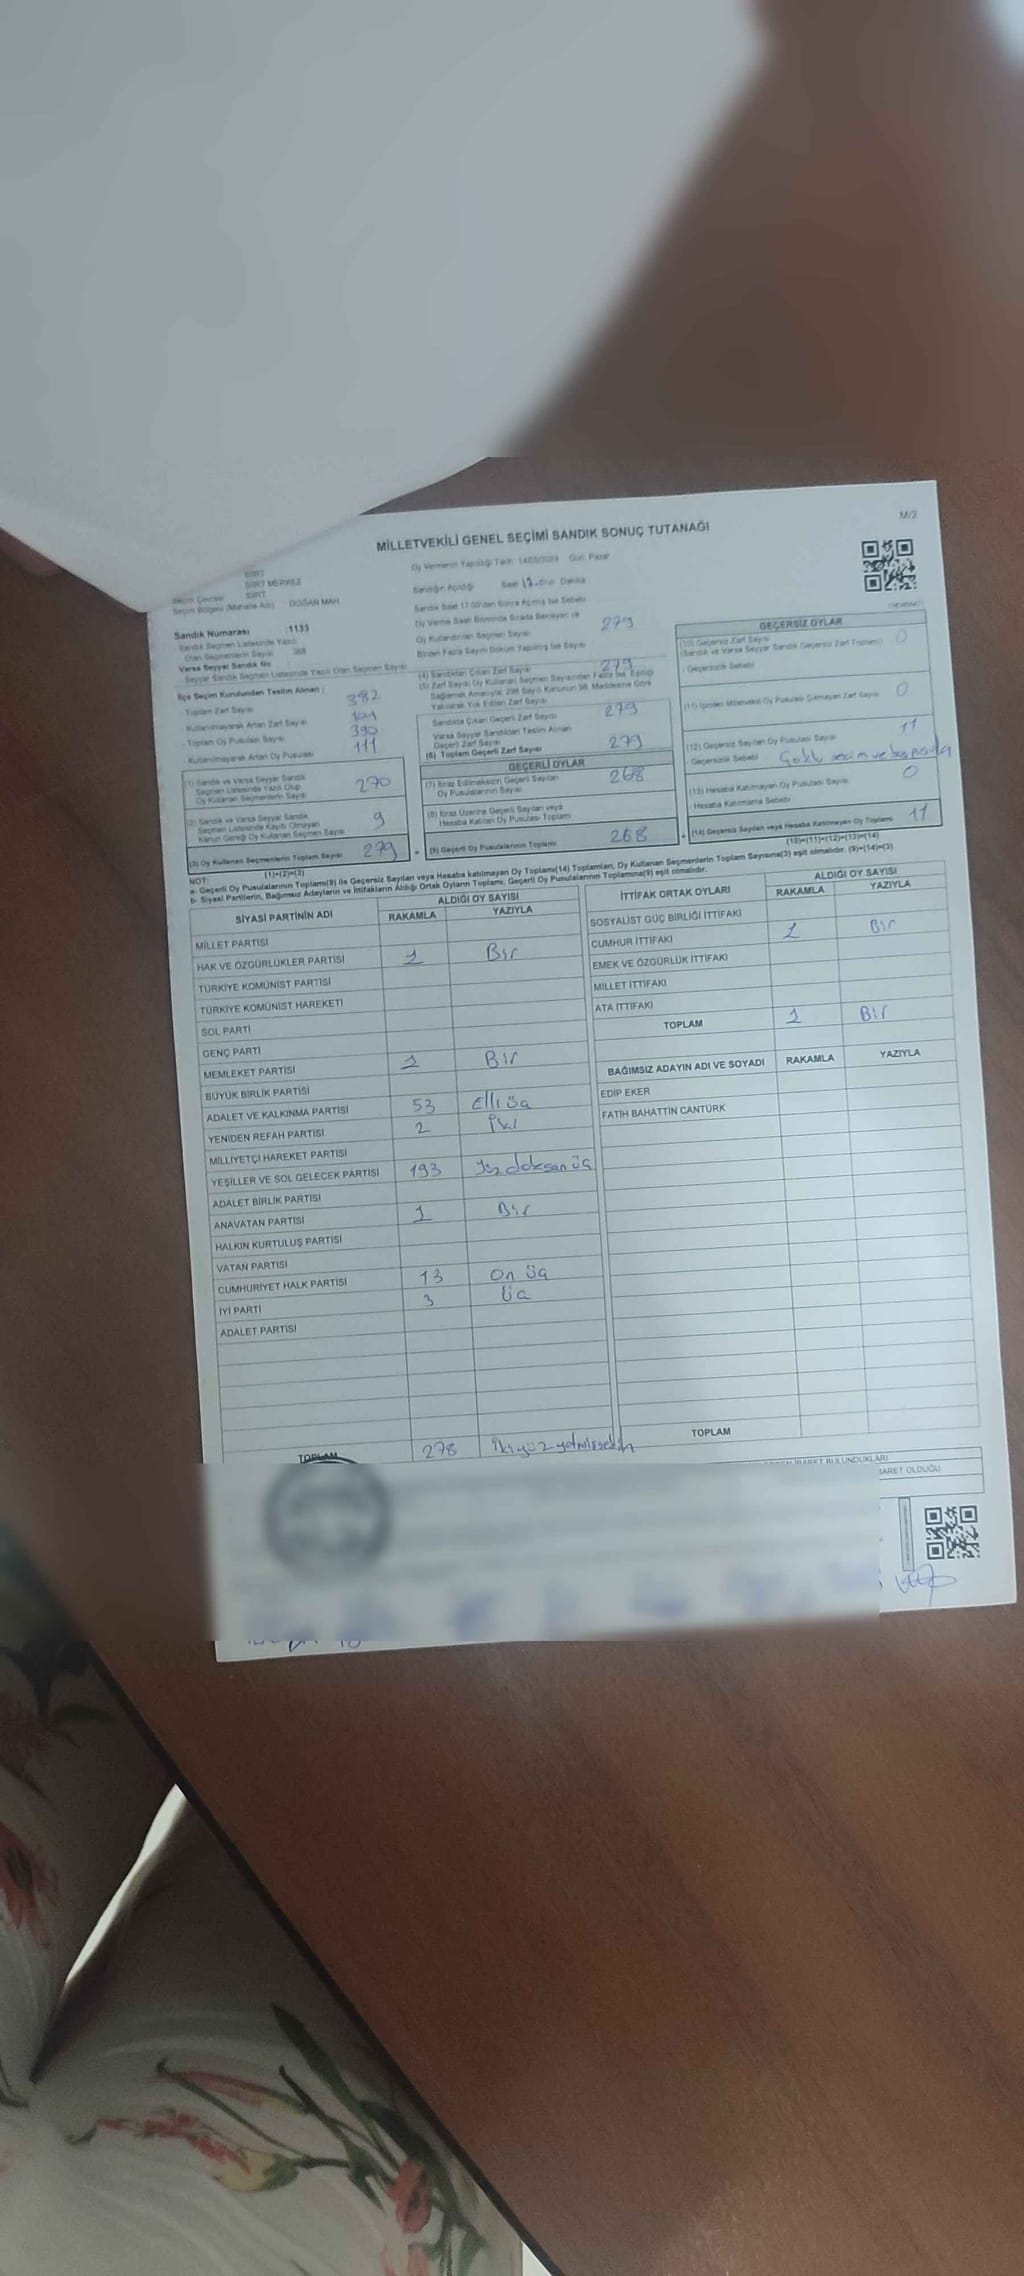 M/2
MİLLETVEKİLİ GENEL SEÇİMİ SANDIK SONUÇ TUTANAĞI
SİİRT
SİİRT MERKEZ
Seçim Çevresi SİİRT
Seçim Bölgesi (Mahalle Adı) : DOĞAN MAH
Oy Vermenin Yapıldığı Tarih: 14/05/2023 Gün: Pazar
Sandığın Açıldığı Saat 17.
Sandık Saat 17.00'den Sonra Açılmış İse Sebebi
Oy Verme Saati Bitiminde Sırada Bekleyen ve
Oy Kullandırılan Seçmen Sayısı 279
Birden Fazla Sayım Döküm Yapılmış İse Sayısı
Sandık Numarası :1133
Sandık Seçmen Listesinde Yazılı
Olan Seçmenlerin Sayısı 368
Varsa Seyyar Sandık No
Seyyar Sandık Seçmen Listesinde Yazılı Olan Seçmen Sayısı
İlçe Seçim Kurulundan Teslim Alınan :
Toplam Zarf Sayısı 382
Kullanılmayarak Artan Zarf Sayısı
Toplam Oy Pusulası Sayısı 390
Kullanılmayarak Artan Oy Pusulası 111
(1) Sandık ve Varsa Seyyar Sandık
Seçmen Listesinde Yazılı Olup
Oy Kullanan Seçmenlerin Sayısı 270
(2) Sandık ve Varsa Seyyar Sandık
Seçmen Listesinde Kayıtlı Olmayan
Kanun Gereği Oy Kullanan Seçmen Sayısı 9
(3) Oy Kullanan Seçmenlerin Toplam Sayısı 279
(1)+(2)=(3)
(4) Sandıktan Çıkan Zarf Sayısı 279
(5) Zarf Sayısı Oy Kullanan Seçmen Sayısından Fazla İse, Eşitliği
Sağlamak Amacıyla, 298 Sayılı Kanunun 98. Maddesine Göre
Yakılarak Yok Edilen Zarf Sayısı
Sandıkta Çıkan Geçerli Zarf Sayısı 279
Varsa Seyyar Sandıktan Teslim Alınan
Geçerli Zarf Sayısı
(6) Toplam Geçerli Zarf Sayısı 279
GEÇERLİ OYLAR
(7) İtiraz Edilmeksizin Geçerli Sayılan
Oy Pusulalarının Sayısı 268
(8) İtiraz Üzerine Geçerli Sayılan veya
Hesaba Katılan Oy Pusulası Toplamı
(9) Geçerli Oy Pusulalarının Toplamı 268
GEÇERSİZ OYLAR
(10) Geçersiz Zarf Sayısı
(Sandık ve Varsa Seyyar Sandık Geçersiz Zarf Toplamı) 0
Geçersizlik Sebebi
(11) İçinden Milletvekili Oy Pusulası Çıkmayan Zarf Sayısı 0
(12) Geçersiz Sayılan Oy Pusulası Sayısı 11
Geçersizlik Sebebi Çoklu seçim ve boş pusula
(13) Hesaba Katılmayan Oy Pusulası Sayısı 0
Hesaba Katılmama Sebebi
(14) Geçersiz Sayılan veya Hesaba Katılmayan Oy Toplamı 11
(10)+(11)+(12)+(13)=(14)
NOT:
a- Geçerli Oy Pusulalarının Toplamı(9) ile Geçersiz Sayılan veya Hesaba katılmayan Oy Toplamı(14) Toplamları, Oy Kullanan Seçmenlerin Toplam Sayısına(3) eşit olmalıdır. (9)+(14)=(3)
b- Siyasi Partilerin, Bağımsız Adayların ve İttifakların Aldığı Ortak Oyların Toplamı, Geçerli Oy Pusulalarının Toplamına(9) eşit olmalıdır.
SİYASİ PARTİNİN ADI ALDIĞI OY SAYISI
RAKAMLA YAZIYLA
MİLLET PARTİSİ
HAK VE ÖZGÜRLÜKLER PARTİSİ 1 Bir
TÜRKİYE KOMÜNİST PARTİSİ
TÜRKİYE KOMÜNİST HAREKETİ
SOL PARTİ
GENÇ PARTİ
MEMLEKET PARTİSİ 1 Bir
BÜYÜK BİRLİK PARTİSİ
ADALET VE KALKINMA PARTİSİ 53 Elli üç
YENİDEN REFAH PARTİSİ 2 İki
MİLLİYETÇİ HAREKET PARTİSİ
YEŞİLLER VE SOL GELECEK PARTİSİ 193 Yüz doksan üç
ADALET BİRLİK PARTİSİ
ANAVATAN PARTİSİ 1 Bir
HALKIN KURTULUŞ PARTİSİ
VATAN PARTİSİ
CUMHURİYET HALK PARTİSİ 13 On üç
İYİ PARTİ 3 Üç
ADALET PARTİSİ
TOPLAM 278 İkiyüzyetmişsekin
İTTİFAK ORTAK OYLARI ALDIĞI OY SAYISI
RAKAMLA YAZIYLA
SOSYALİST GÜÇ BİRLİĞİ İTTİFAKI
CUMHUR İTTİFAKI 1 Bir
EMEK VE ÖZGÜRLÜK İTTİFAKI
MİLLET İTTİFAKI
ATA İTTİFAKI
TOPLAM 1 Bir
BAĞIMSIZ ADAYIN ADI VE SOYADI RAKAMLA YAZIYLA
EDİP EKER
FATİH BAHATTİN CANTÜRK
TOPLAM
İBARET BULUNDUKLARI
İBARET OLDUĞU